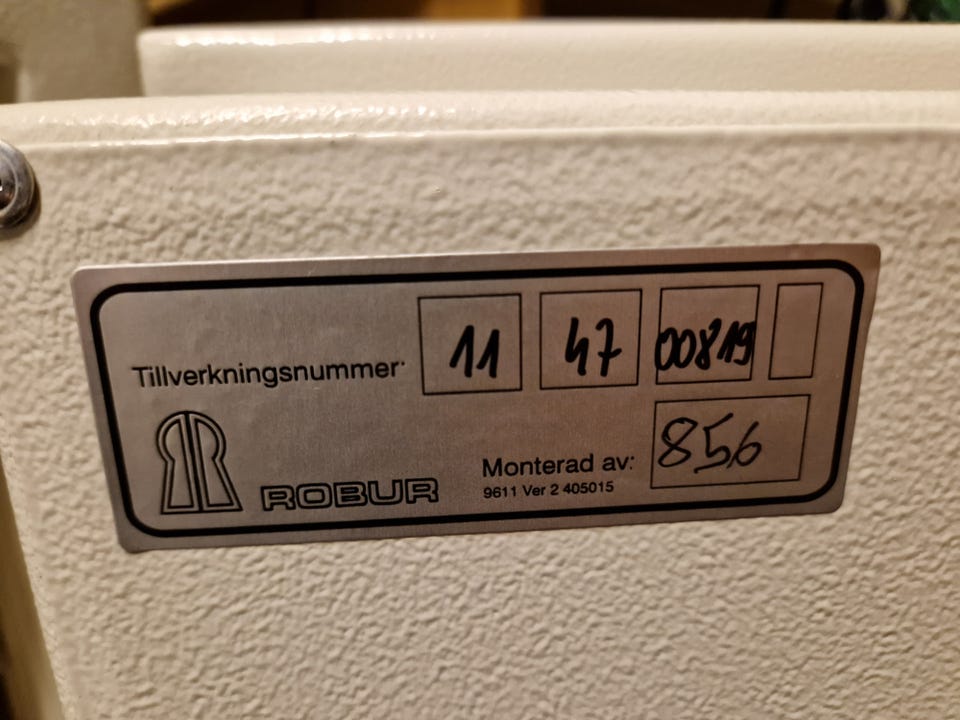 Tillverkningsnummer: 11 47 00819
ROBUR Monterad av: 856
9611 Ver 2 405015